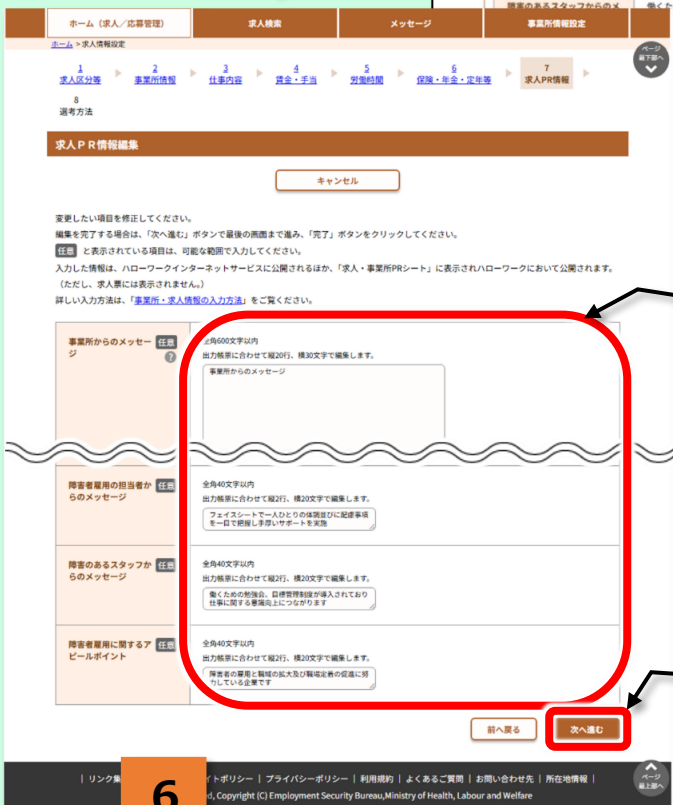 障害のあるスタッフからのメ
働くた
ホーム（求人／応募管理）
求人検索
メッセージ
事業所情報設定
ホーム > 求人情報設定
ページ
最下部へ
1
求人区分等
2
事業所情報
3
仕事内容
4
賃金・手当
5
労働時間
6
保険・年金・定年等
7
求人PR情報
8
選考方法
求人ＰＲ情報編集
キャンセル
変更したい項目を修正してください。
編集を完了する場合は、「次へ進む」ボタンで最後の画面まで進み、「完了」ボタンをクリックしてください。
任意 と表示されている項目は、可能な範囲で入力してください。
入力した情報は、ハローワークインターネットサービスに公開されるほか、「求人・事業所PRシート」に表示されハローワークにおいて公開されます。
（ただし、求人票には表示されません。）
詳しい入力方法は、「事業所・求人情報の入力方法」をご覧ください。
事業所からのメッセー 任意
ジ ?
全角600文字以内
出力帳票に合わせて縦20行、横30文字で編集します。
事業所からのメッセージ
障害者雇用の担当者か 任意
らのメッセージ
全角40文字以内
出力帳票に合わせて縦2行、横20文字で編集します。
フェイスシートで一人ひとりの体調並びに配慮事項
を一目で把握し手厚いサポートを実施
障害のあるスタッフか 任意
らのメッセージ
全角40文字以内
出力帳票に合わせて縦2行、横20文字で編集します。
働くための勉強会、目標管理制度が導入されており
仕事に関する意識向上につながります
障害者雇用に関するア 任意
ピールポイント
全角40文字以内
出力帳票に合わせて縦2行、横20文字で編集します。
障害者の雇用と職域の拡大及び職場定着の促進に努
力している企業です
前へ戻る
次へ進む
| リンク集
イトポリシー | プライバシーポリシー | 利用規約 | よくあるご質問 | お問い合わせ先 | 所在地情報 |
ページ
最上部へ
6
d, Copyright (C) Employment Security Bureau,Ministry of Health, Labour and Welfare